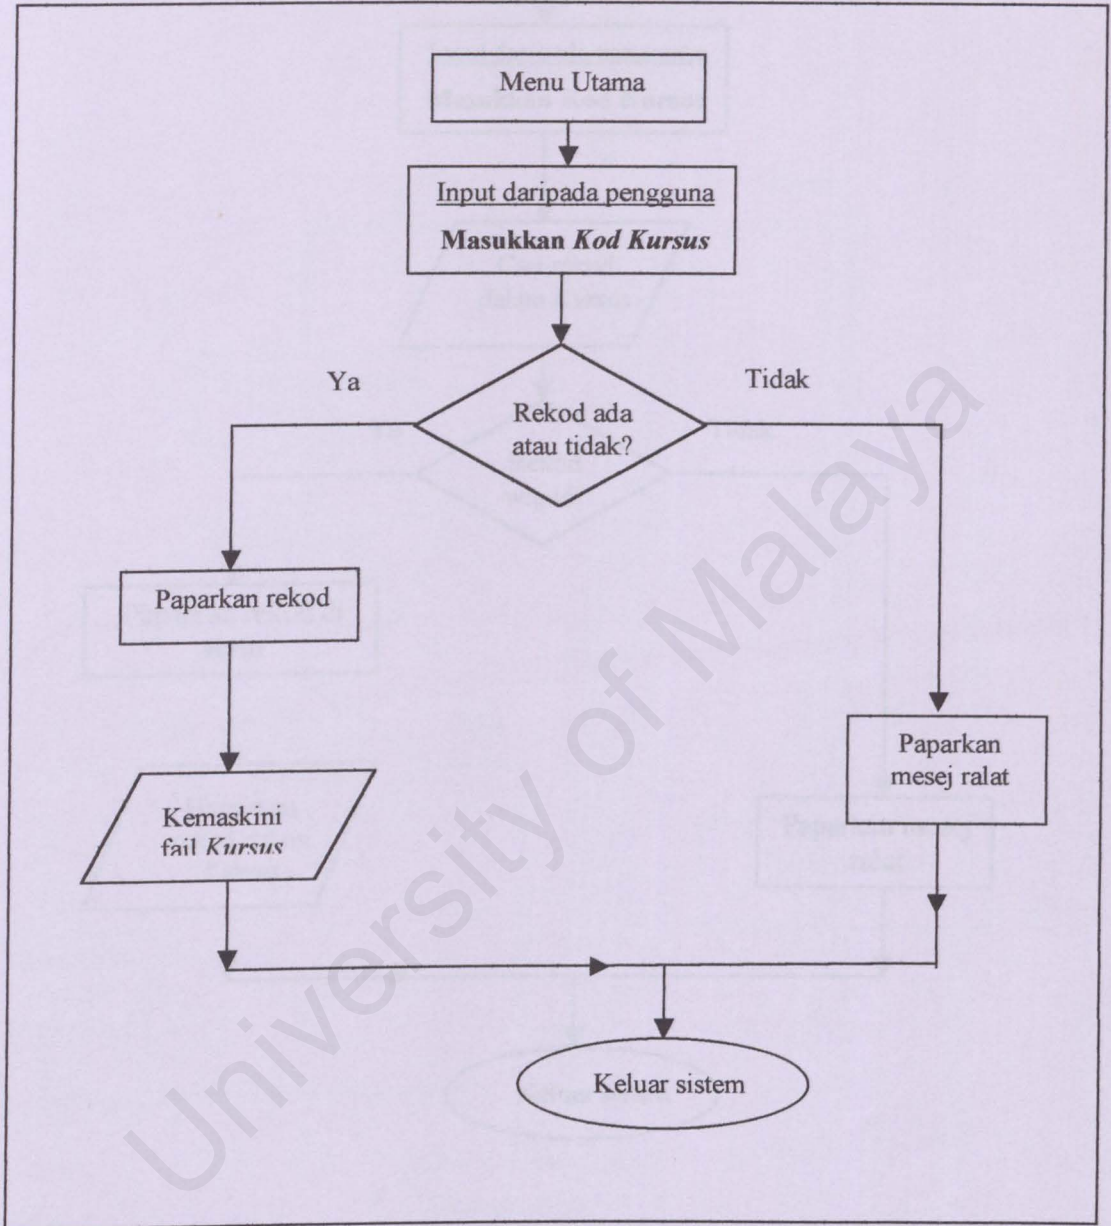 Menu Utama
Input daripada pengguna
Masukkan Kod Kursus
Ya
Tidak
Rekod ada
atau tidak?
Paparkan rekod
Paparkan
mesej ralat
Kemaskini
fail Kursus
Keluar sistem
University of Malaya